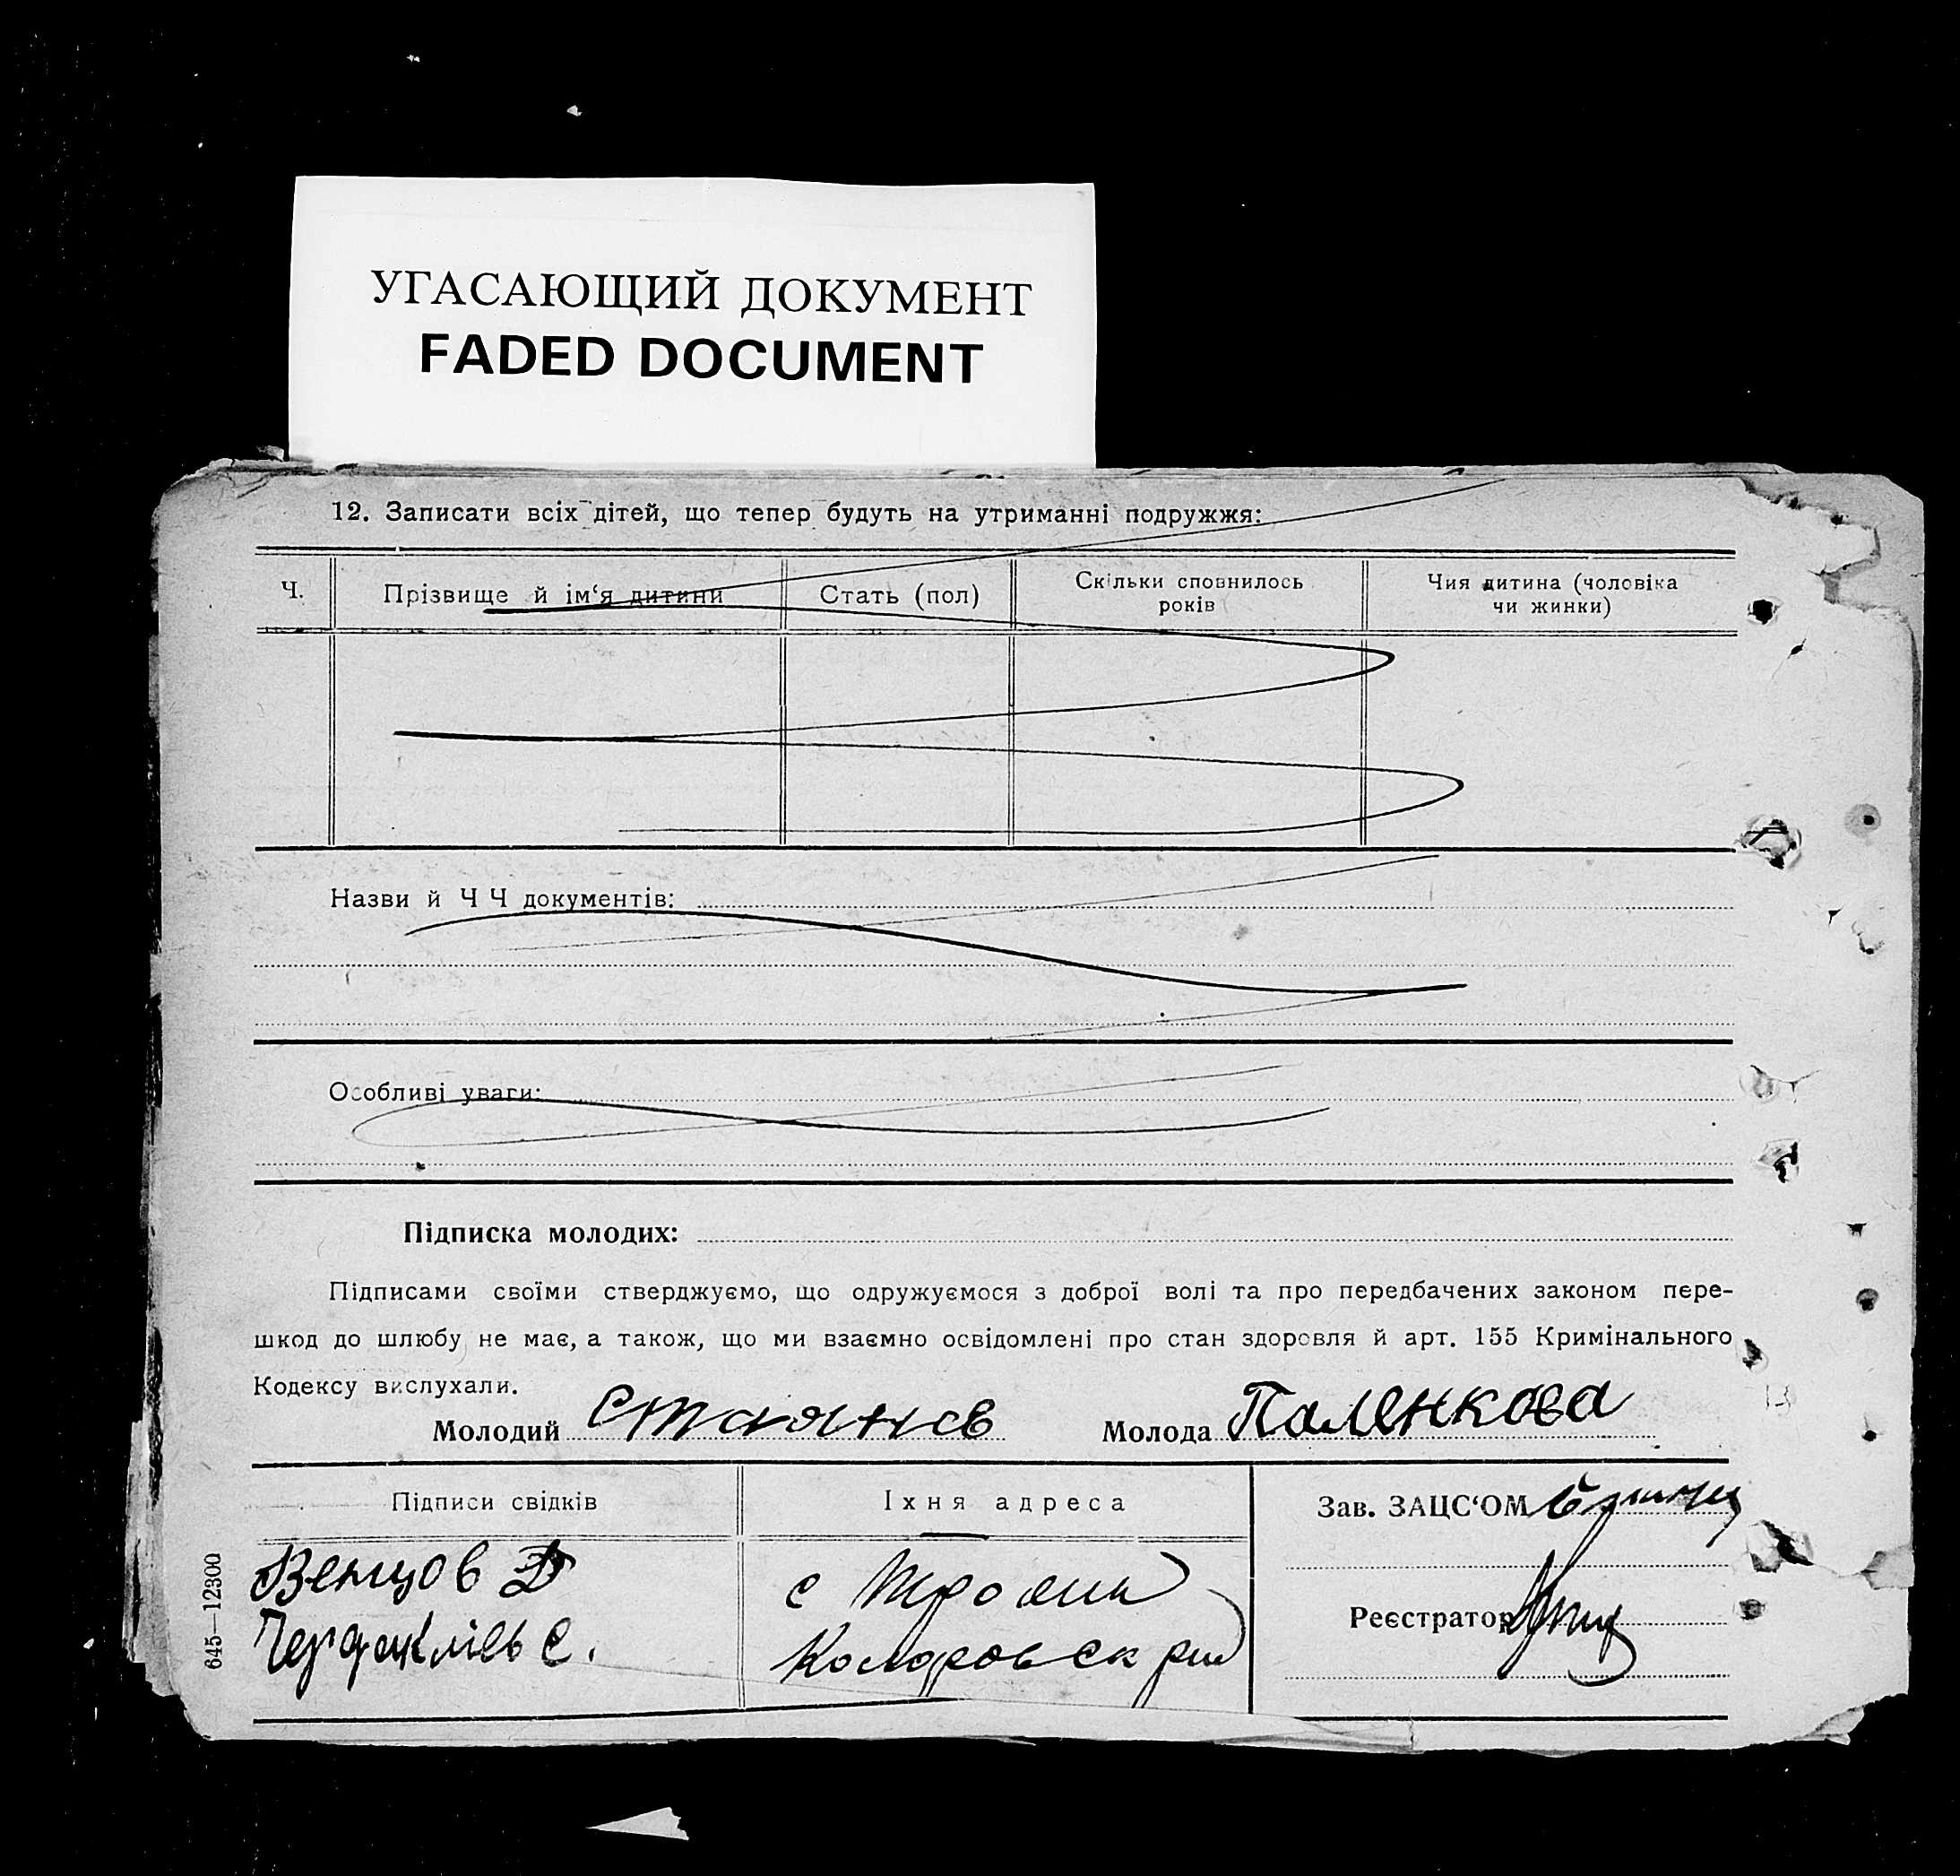 УГАСАЮЩИЙ ДОКУМЕНТ
FADED DOCUMENT
12. Записати всіх дітей, що тепер будуть на утриманні подружжя:
Ч.
Прізвище й ім‘я дитини
Стать (пол)
Скільки сповнилось
років
Чия дитина (чоловіка
чи жинки)
Назви й Ч Ч документів:
Особливі уваги:
Підписка молодих:
Підписами своїми стверджуємо, що одружуємося з доброї волі та про передбачених законом пере-
шкод до шлюбу не має, а також, що ми взаємно освідомлені про стан здоровля й арт. 155 Кримінального
Кодексу вислухали.
Молодий
Молода Паленкова
Підписи свідків
Їхня адреса
Зав. ЗАЦС‘ОМ
Венцов Д
с Трояни
Реєстратор
645—12300